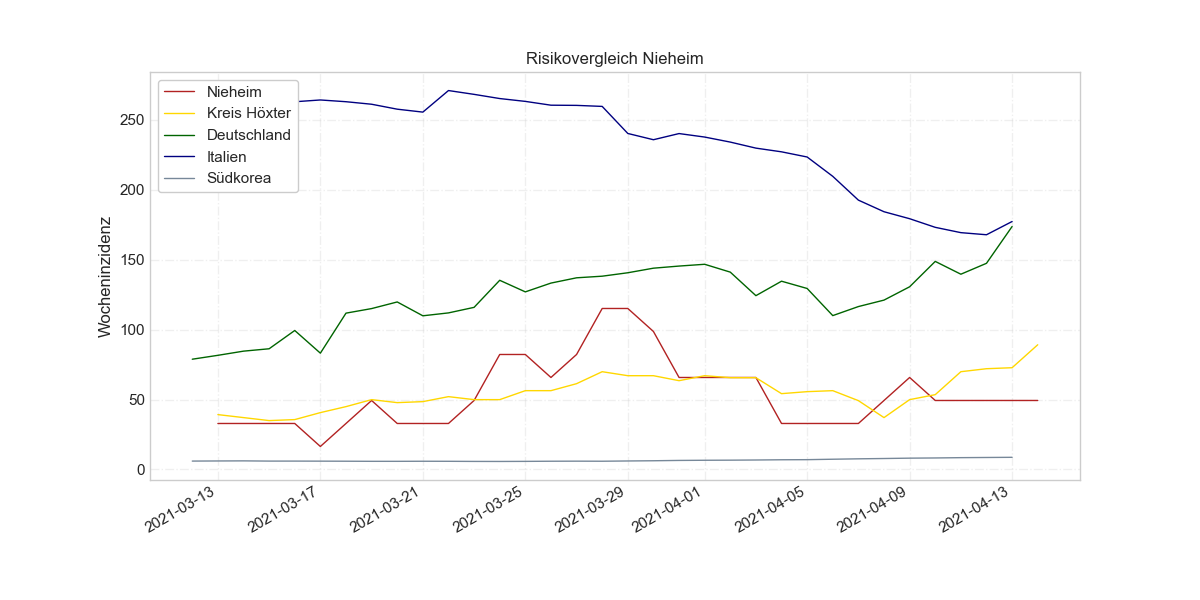 Risikovergleich Nieheim
Nieheim
Kreis Höxter
Deutschland
Italien
Südkorea
Wocheninzidenz
250
200
150
100
50
0
2021-03-13
2021-03-17
2021-03-21
2021-03-25
2021-03-29
2021-04-01
2021-04-05
2021-04-09
2021-04-13